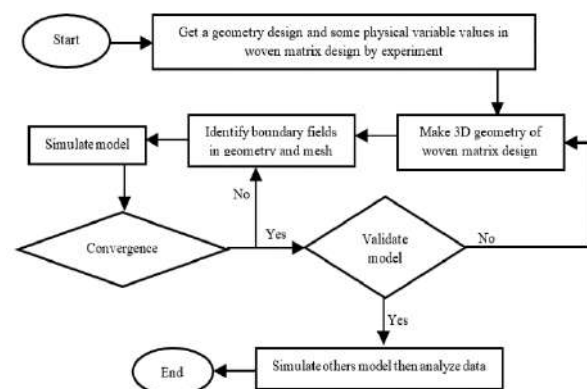 Start
Get a geometry design and some physical variable values in
woven matrix design by experiment
Make 3D geometry of
woven matrix design
Identify boundary fields
in geometry and mesh
Simulate model
Convergence
No
Yes
Validate
model
No
Yes
Simulate others model then analyze data
End